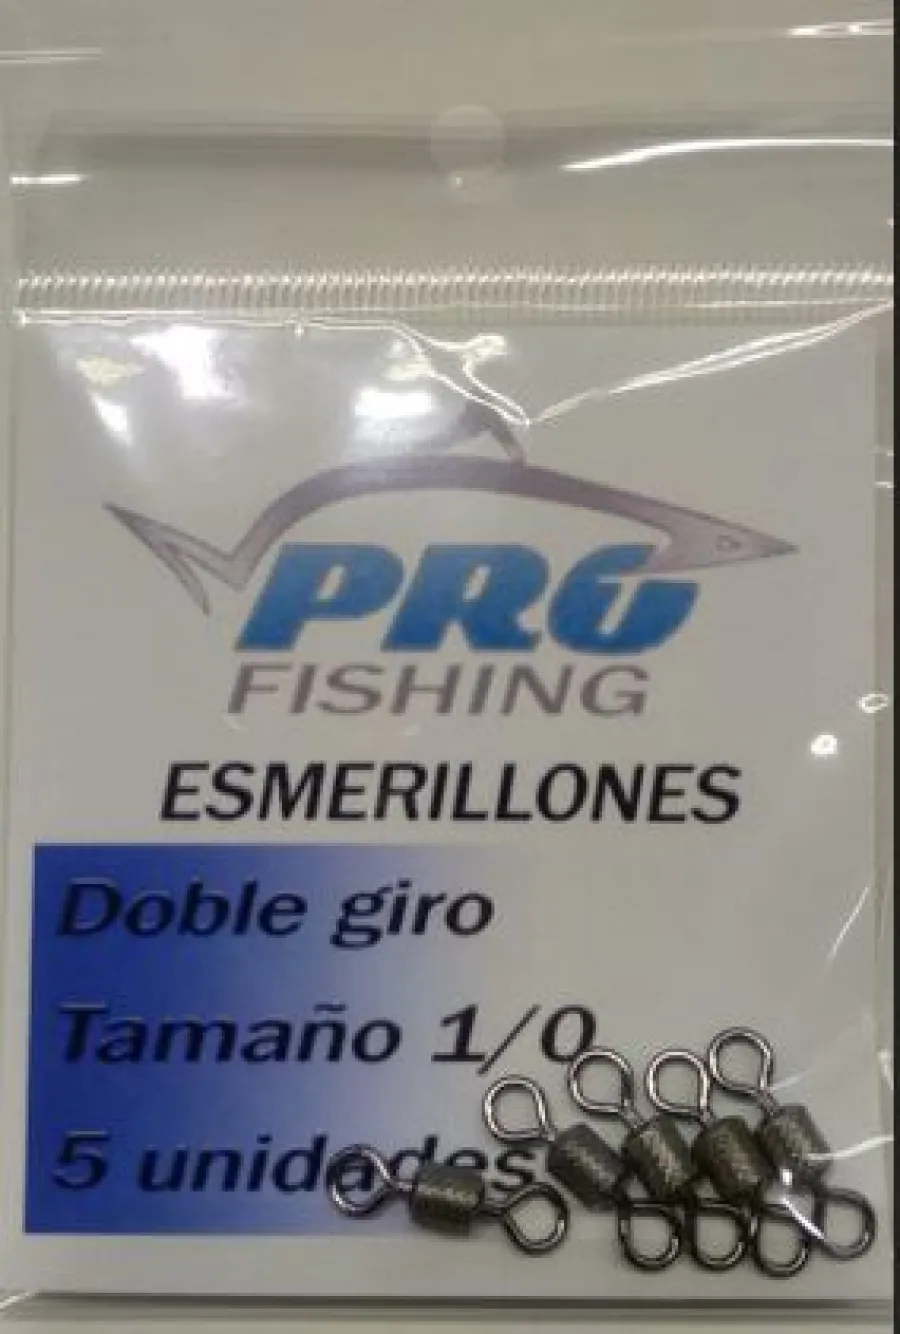 PRO
FISHING
ESMERILLONES
Doble giro
Tamaño 1/0
5 unidades